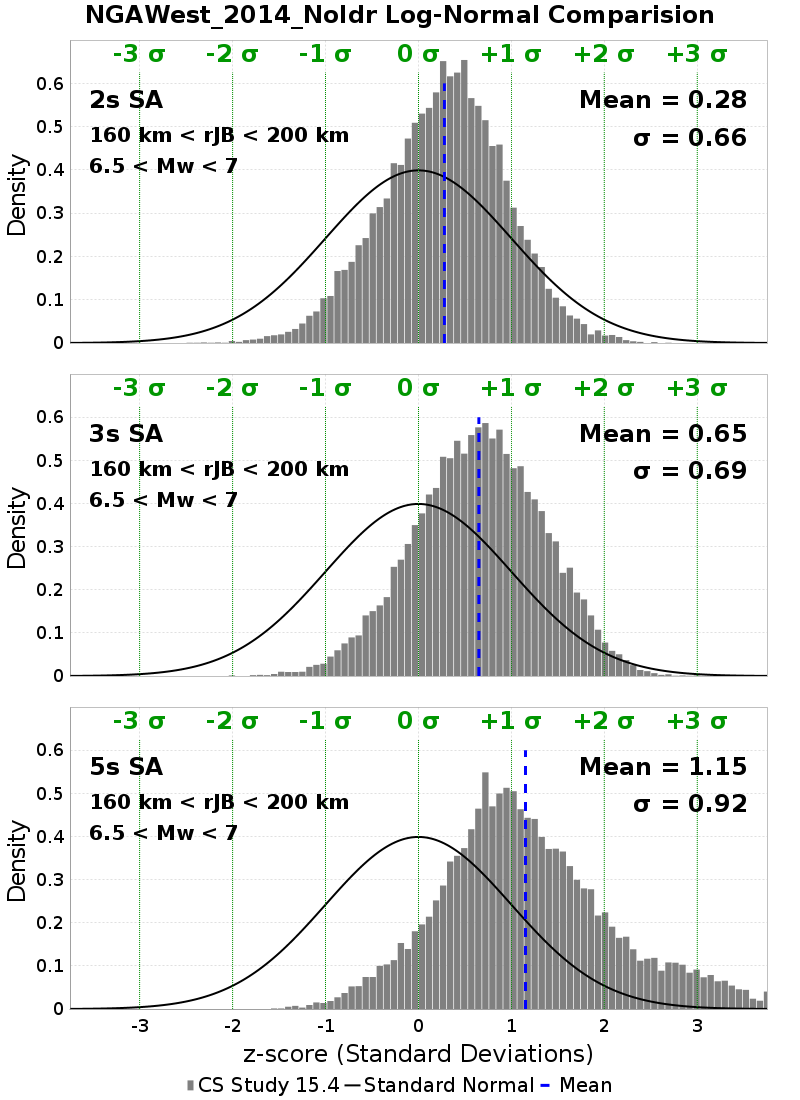 NGAWest_2014_NoIdr Log-Normal Comparision
-3 σ -2 σ -1 σ 0 σ +1 σ +2 σ +3 σ
2s SA
160 km < rJB < 200 km
6.5 < Mw < 7
Mean = 0.28
σ = 0.66
Density
0.6
0.5
0.4
0.3
0.2
0.1
0
-3 σ -2 σ -1 σ 0 σ +1 σ +2 σ +3 σ
3s SA
160 km < rJB < 200 km
6.5 < Mw < 7
Mean = 0.65
σ = 0.69
Density
0.6
0.5
0.4
0.3
0.2
0.1
0
-3 σ -2 σ -1 σ 0 σ +1 σ +2 σ +3 σ
5s SA
160 km < rJB < 200 km
6.5 < Mw < 7
Mean = 1.15
σ = 0.92
Density
0.6
0.5
0.4
0.3
0.2
0.1
0
-3 -2 -1 0 1 2 3
z-score (Standard Deviations)
CS Study 15.4 Standard Normal Mean